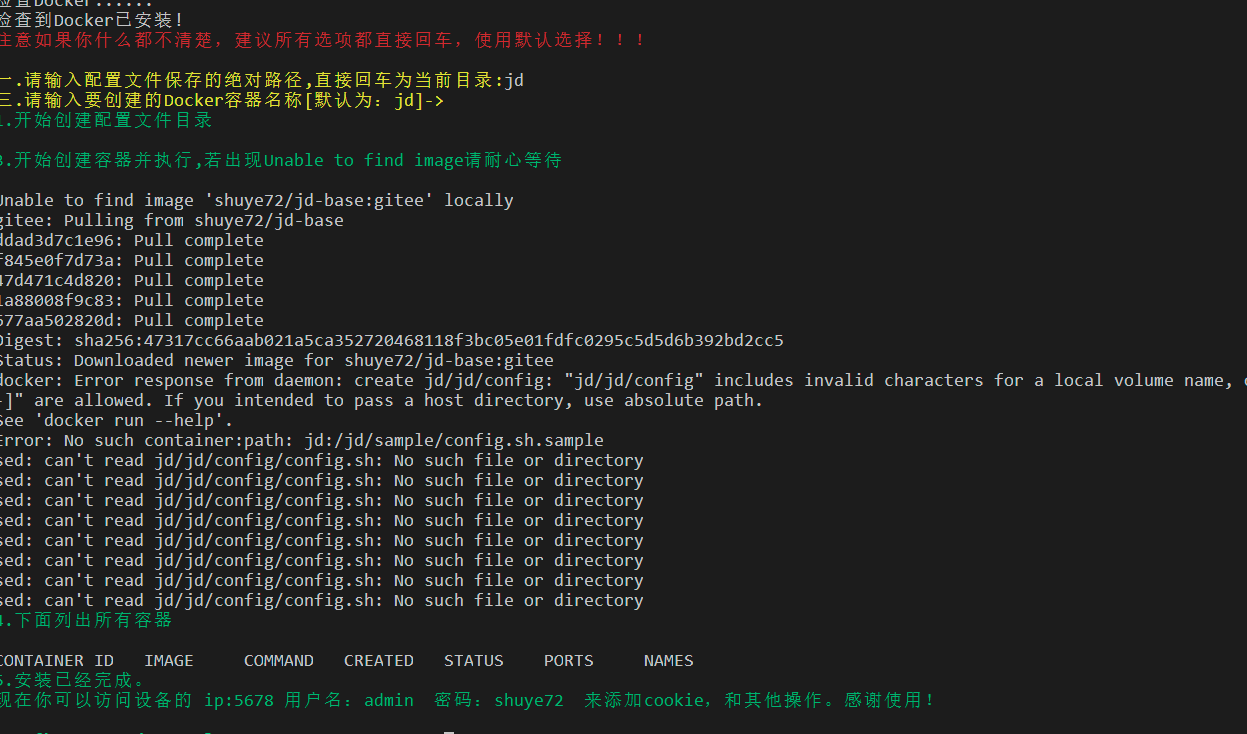 检查Docker......
检查到Docker已安装!
注意如果你什么都不清楚，建议所有选项都直接回车，使用默认选择！！！
一.请输入配置文件保存的绝对路径,直接回车为当前目录:jd
三.请输入要创建的Docker容器名称[默认为：jd]->
1.开始创建配置文件目录
3.开始创建容器并执行,若出现Unable to find image请耐心等待
Unable to find image 'shuye72/jd-base:gitee' locally
gitee: Pulling from shuye72/jd-base
ddad3d7c1e96: Pull complete
f845e0f7d73a: Pull complete
47d471c4d820: Pull complete
1a88008f9c83: Pull complete
677aa502820d: Pull complete
Digest: sha256:47317cc66aab021a5ca352720468118f3bc05e01fdfc0295c5d5d6b392bd2cc5
Status: Downloaded newer image for shuye72/jd-base:gitee
docker: Error response from daemon: create jd/jd/config: "jd/jd/config" includes invalid characters for a local volume name,
-]" are allowed. If you intended to pass a host directory, use absolute path.
See 'docker run --help'.
Error: No such container:path: jd:/jd/sample/config.sh.sample
sed: can't read jd/jd/config/config.sh: No such file or directory
sed: can't read jd/jd/config/config.sh: No such file or directory
sed: can't read jd/jd/config/config.sh: No such file or directory
sed: can't read jd/jd/config/config.sh: No such file or directory
sed: can't read jd/jd/config/config.sh: No such file or directory
sed: can't read jd/jd/config/config.sh: No such file or directory
sed: can't read jd/jd/config/config.sh: No such file or directory
sed: can't read jd/jd/config/config.sh: No such file or directory
4.下面列出所有容器
CONTAINER ID IMAGE COMMAND CREATED STATUS PORTS NAMES
5.安装已经完成。
现在你可以访问设备的 ip:5678 用户名：admin 密码：shuye72 来添加cookie，和其他操作。感谢使用！